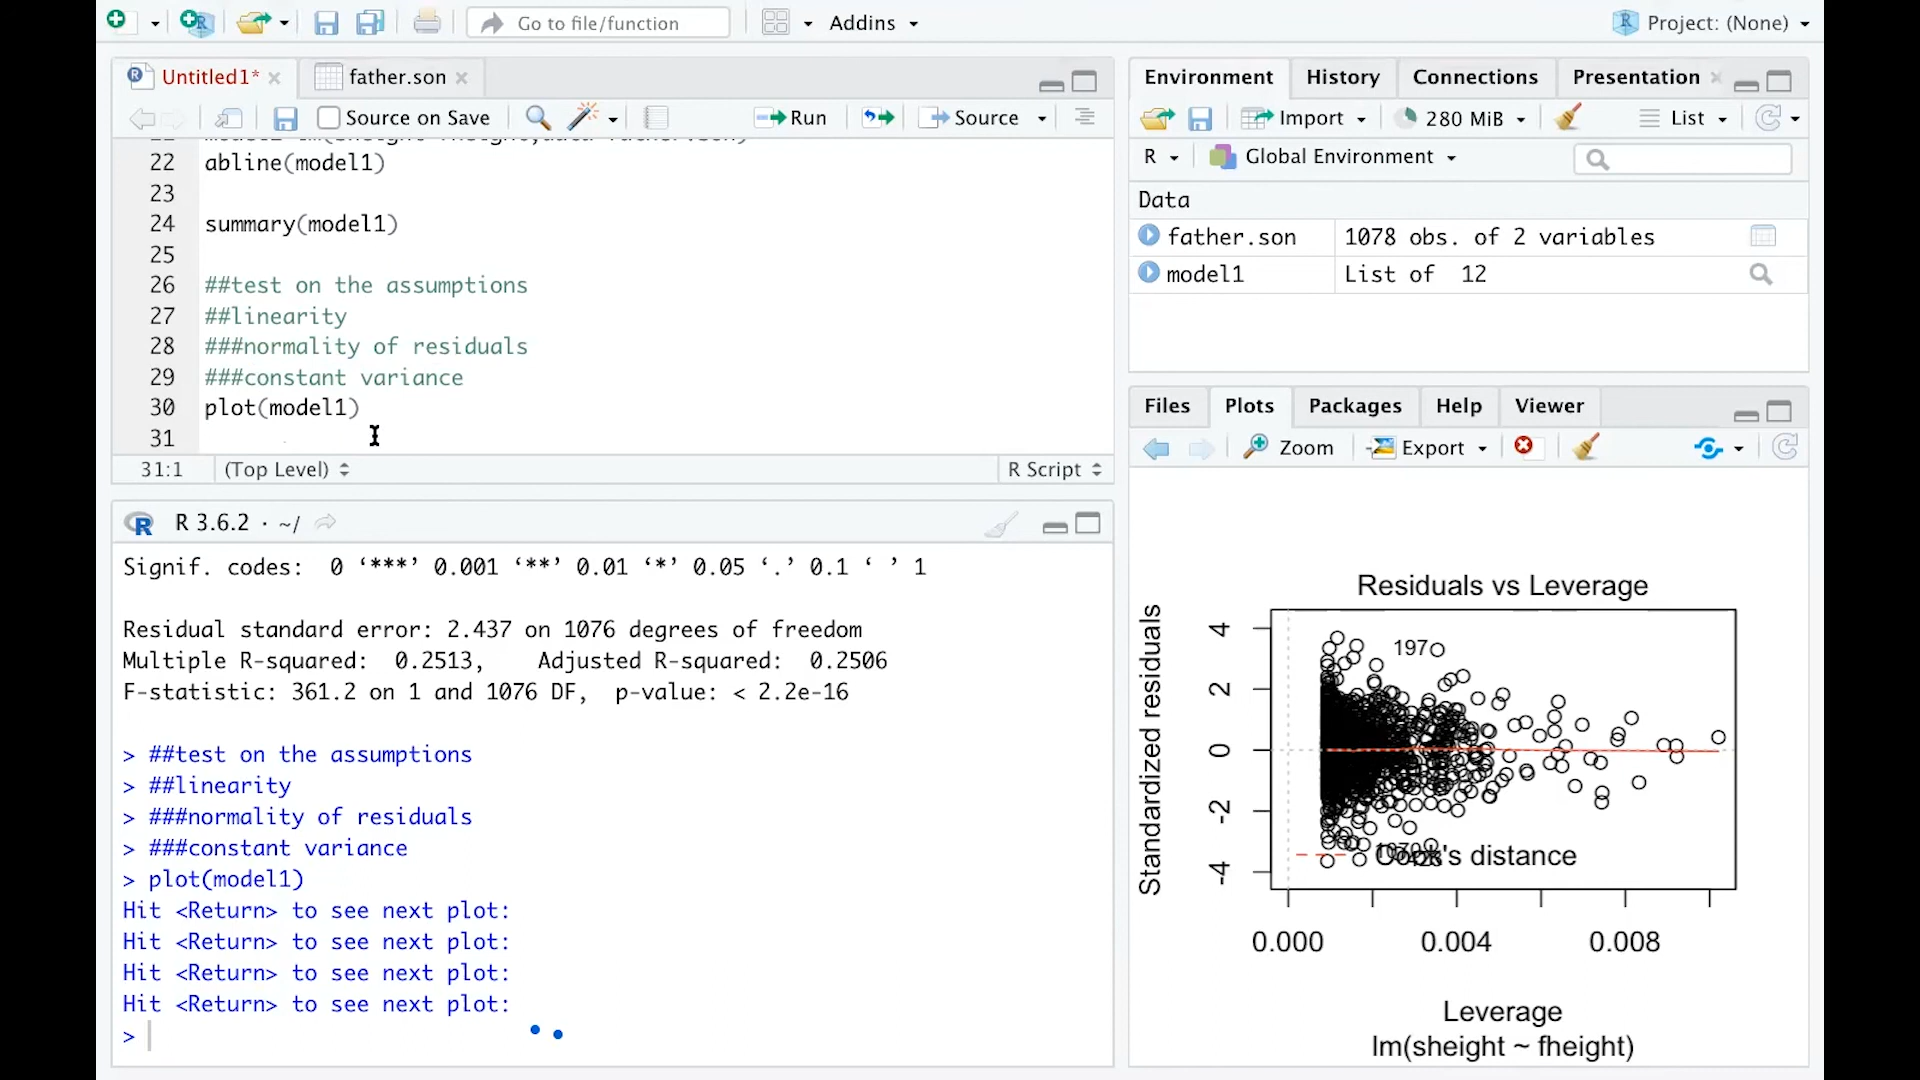 Go to file/function
Addins
Project: (None)
Untitled1*
father.son
Source on Save
Run
Source
22 abline(model1)
23
24 summary(model1)
25
26 ##test on the assumptions
27 ##linearity
28 ###normality of residuals
29 ###constant variance
30 plot(model1)
31
31:1
(Top Level)
R Script
R 3.6.2 · ~/
Signif. codes:  0 ‘***’ 0.001 ‘**’ 0.01 ‘*’ 0.05 ‘.’ 0.1 ‘ ’ 1
Residual standard error: 2.437 on 1076 degrees of freedom
Multiple R-squared:  0.2513,    Adjusted R-squared:  0.2506
F-statistic: 361.2 on 1 and 1076 DF,  p-value: < 2.2e-16
> ##test on the assumptions
> ##linearity
> ###normality of residuals
> ###constant variance
> plot(model1)
Hit <Return> to see next plot:
Hit <Return> to see next plot:
Hit <Return> to see next plot:
Hit <Return> to see next plot:
>
Environment
History
Connections
Presentation
Import
280 MiB
List
R
Global Environment
Data
father.son 1078 obs. of 2 variables
model1 List of  12
Files
Plots
Packages
Help
Viewer
Zoom
Export
Residuals vs Leverage
Standardized residuals
4
2
0
-2
-4
197
Cook's distance
0.000 0.004 0.008
Leverage
lm(sheight ~ fheight)